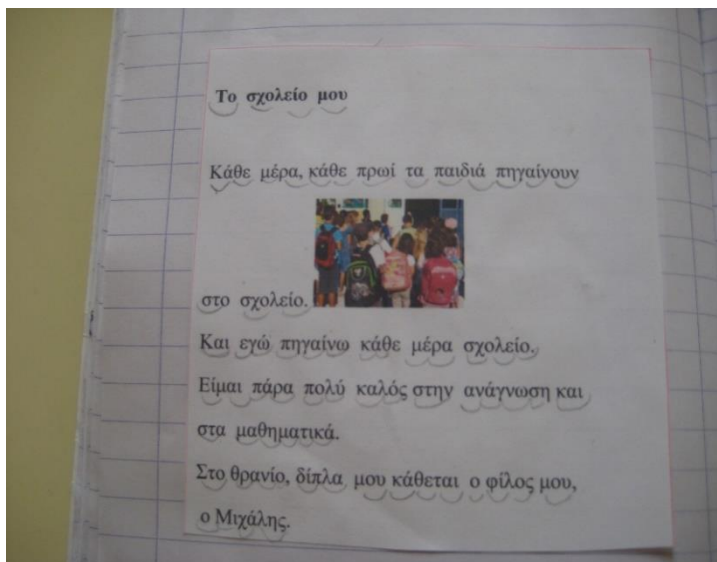 Το σχολείο μου
Κάθε μέρα, κάθε πρωί τα παιδιά πηγαίνουν
στο σχολείο.
Και εγώ πηγαίνω κάθε μέρα σχολείο.
Είμαι πάρα πολύ καλός στην ανάγνωση και
στα μαθηματικά.
Στο θρανίο, δίπλα μου κάθεται ο φίλος μου,
ο Μιχάλης.